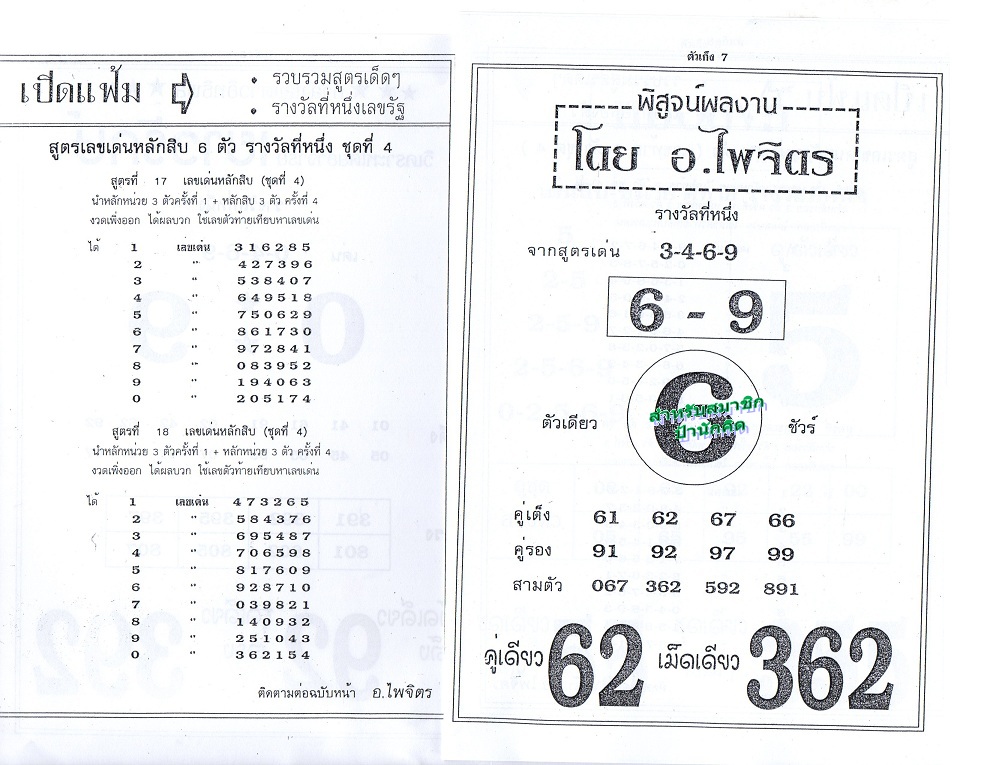 เปิดแฟ้ม
• รวบรวมสูตรเด็ดๆ
• รางวัลที่หนึ่งเลขรัฐ
สูตรเลขเด่นหลักสิบ 6 ตัว รางวัลที่หนึ่ง ชุดที่ 4
สูตรที่ 17 เลขเด่นหลักสิบ (ชุดที่ 4)
นำหลักหน่วย 3 ตัวครั้งที่ 1 + หลักสิบ 3 ตัว ครั้งที่ 4
งวดเพิ่งออก ได้ผลบวก ใช้เลขตัวท้ายเทียบหาเลขเด่น
ได้ 1 เลขเด่น 316285
2 " 427396
3 " 538407
4 " 649518
5 " 750629
6 " 861730
7 " 972841
8 " 083952
9 " 194063
0 " 205174
สูตรที่ 18 เลขเด่นหลักสิบ (ชุดที่ 4)
นำหลักหน่วย 3 ตัวครั้งที่ 1 + หลักหน่วย 3 ตัว ครั้งที่ 4
งวดเพิ่งออก ได้ผลบวก ใช้เลขตัวท้ายเทียบหาเลขเด่น
ได้ 1 เลขเด่น 473265
2 " 584376
3 " 695487
4 " 706598
5 " 817609
6 " 928710
7 " 039821
8 " 140932
9 " 251043
0 " 362154
ติดตามต่อฉบับหน้า อ.ไพจิตร
ตัวเก็ง 7
พิสูจน์ผลงาน
โดย อ.ไพจิตร
รางวัลที่หนึ่ง
จากสูตรเด่น 3-4-6-9
6 - 9
ตัวเดียว 6 ชัวร์
สำหรับสมาชิก
ป๋านักคิด
คู่เต็ง 61 62 67 66
คู่รอง 91 92 97 99
สามตัว 067 362 592 891
คู่เดียว 62 เม็ดเดียว 362